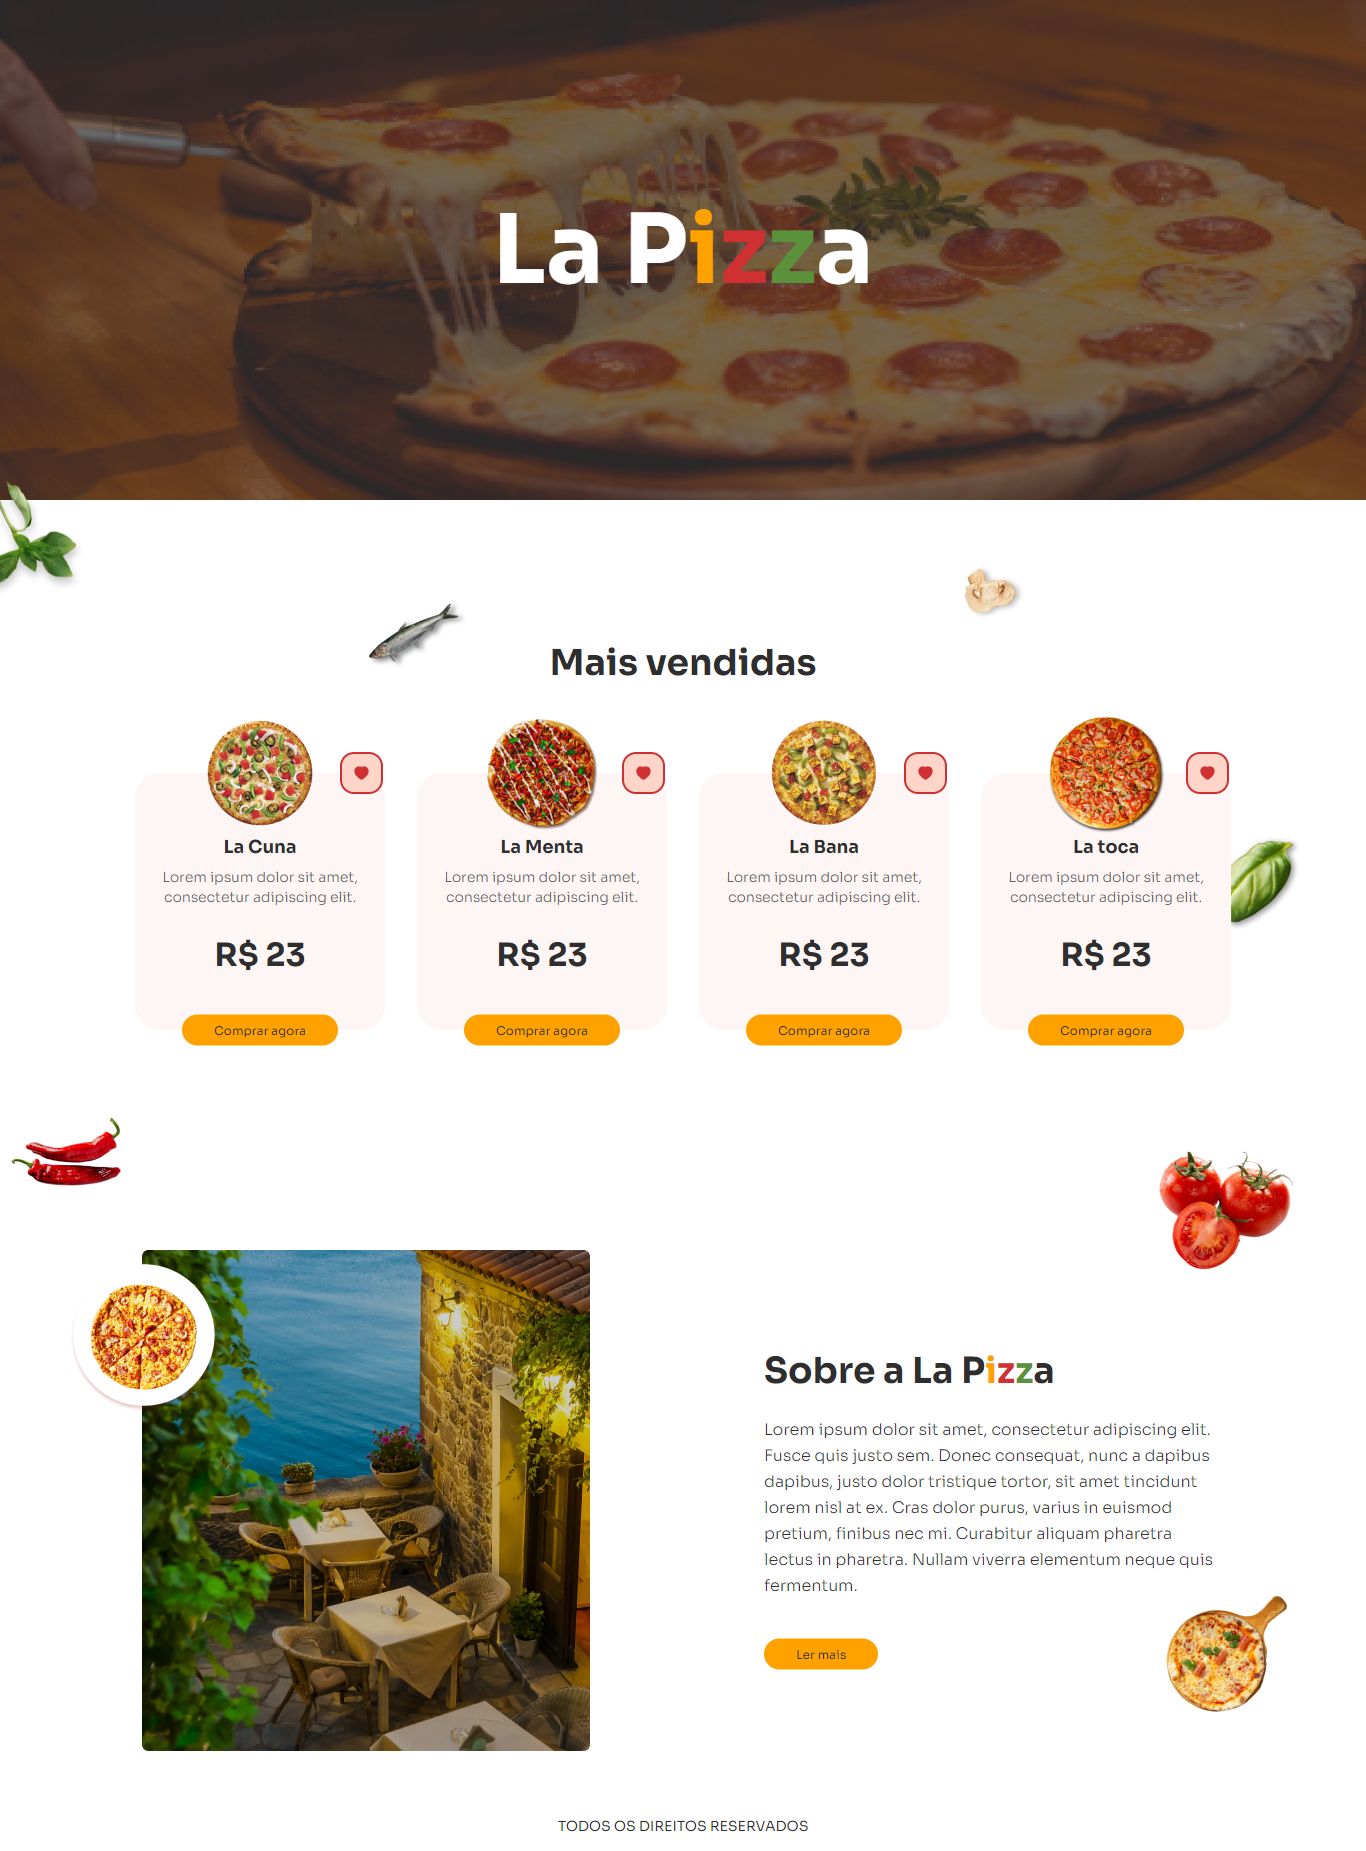 La Pizza
Mais vendidas
La Cuna
Lorem ipsum dolor sit amet,
consectetur adipiscing elit.
R$ 23
Comprar agora
La Menta
Lorem ipsum dolor sit amet,
consectetur adipiscing elit.
R$ 23
Comprar agora
La Bana
Lorem ipsum dolor sit amet,
consectetur adipiscing elit.
R$ 23
Comprar agora
La toca
Lorem ipsum dolor sit amet,
consectetur adipiscing elit.
R$ 23
Comprar agora
Sobre a La Pizza
Lorem ipsum dolor sit amet, consectetur adipiscing elit.
Fusce quis justo sem. Donec consequat, nunc a dapibus
dapibus, justo dolor tristique tortor, sit amet tincidunt
lorem nisl at ex. Cras dolor purus, varius in euismod
pretium, finibus nec mi. Curabitur aliquam pharetra
lectus in pharetra. Nullam viverra elementum neque quis
fermentum.
Ler mais
TODOS OS DIREITOS RESERVADOS